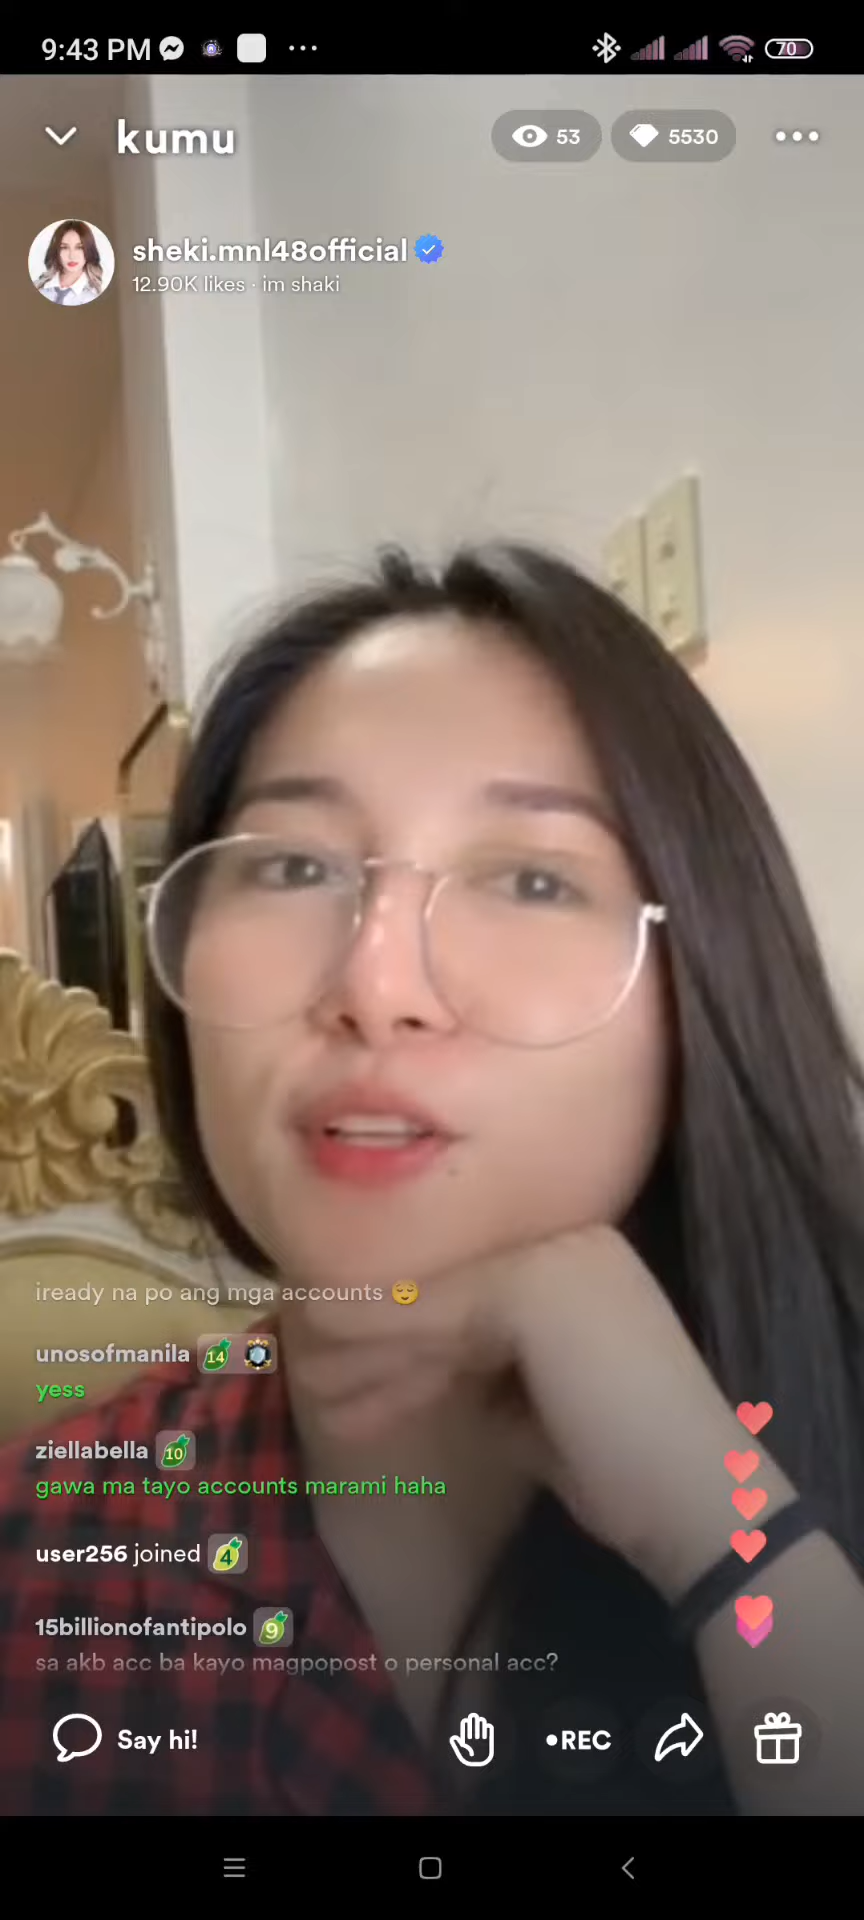 9:43 PM
70
kumu
53
5530
sheki.mnl48official
12.90K likes · im shaki
iready na po ang mga accounts 😌
unosofmanila 14
yess
ziellabella 10
gawa ma tayo accounts marami haha
user256 joined 4
15billionofantipolo 9
sa akb acc ba kayo magpopost o personal acc?
Say hi!
•REC